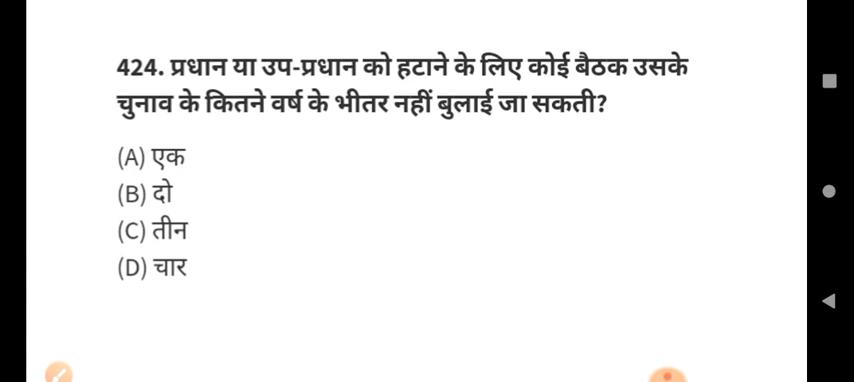 424. प्रधान या उप-प्रधान को हटाने के लिए कोई बैठक उसके
चुनाव के कितने वर्ष के भीतर नहीं बुलाई जा सकती?
(A) एक
(B) दो
(C) तीन
(D) चार